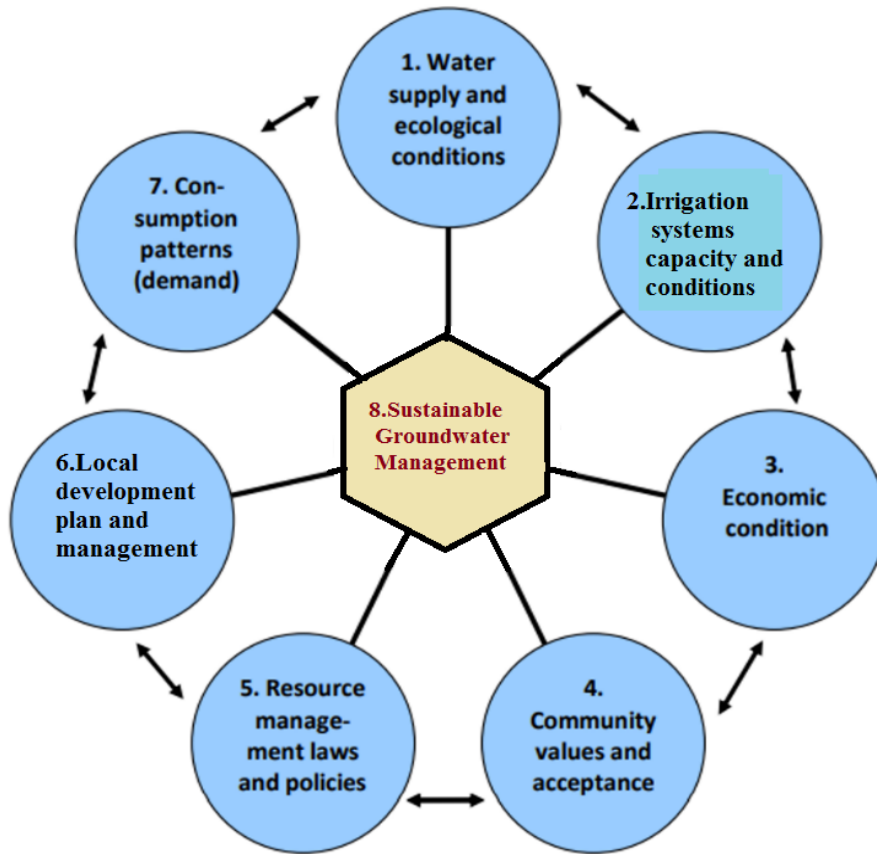 1. Water
supply and
ecological
conditions
2.Irrigation
systems
capacity and
conditions
3.
Economic
condition
4.
Community
values and
acceptance
5. Resource
manage-
ment laws
and policies
6.Local
development
plan and
management
7. Con-
sumption
patterns
(demand)
8.Sustainable
Groundwater
Management